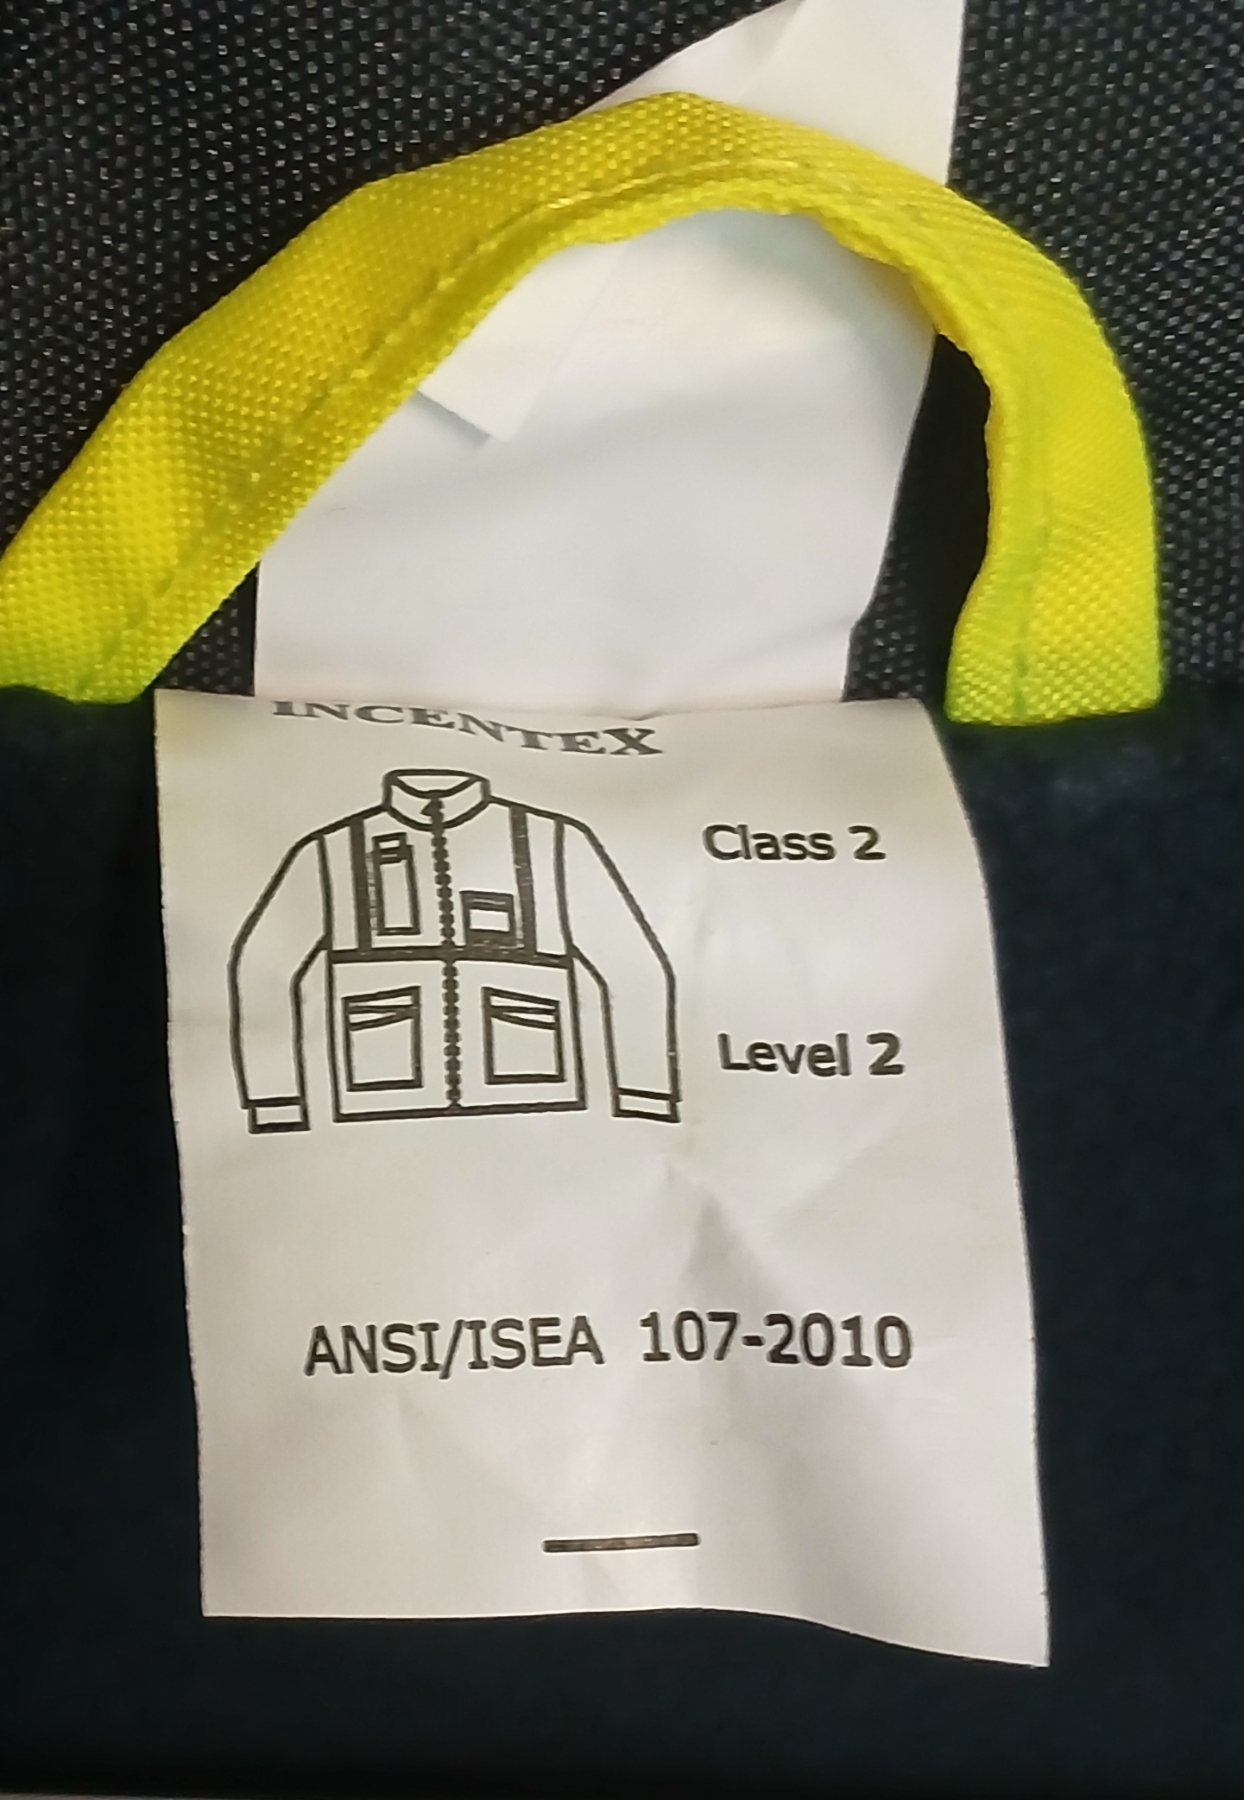 INCENTEX
Class 2
Level 2
ANSI/ISEA 107-2010